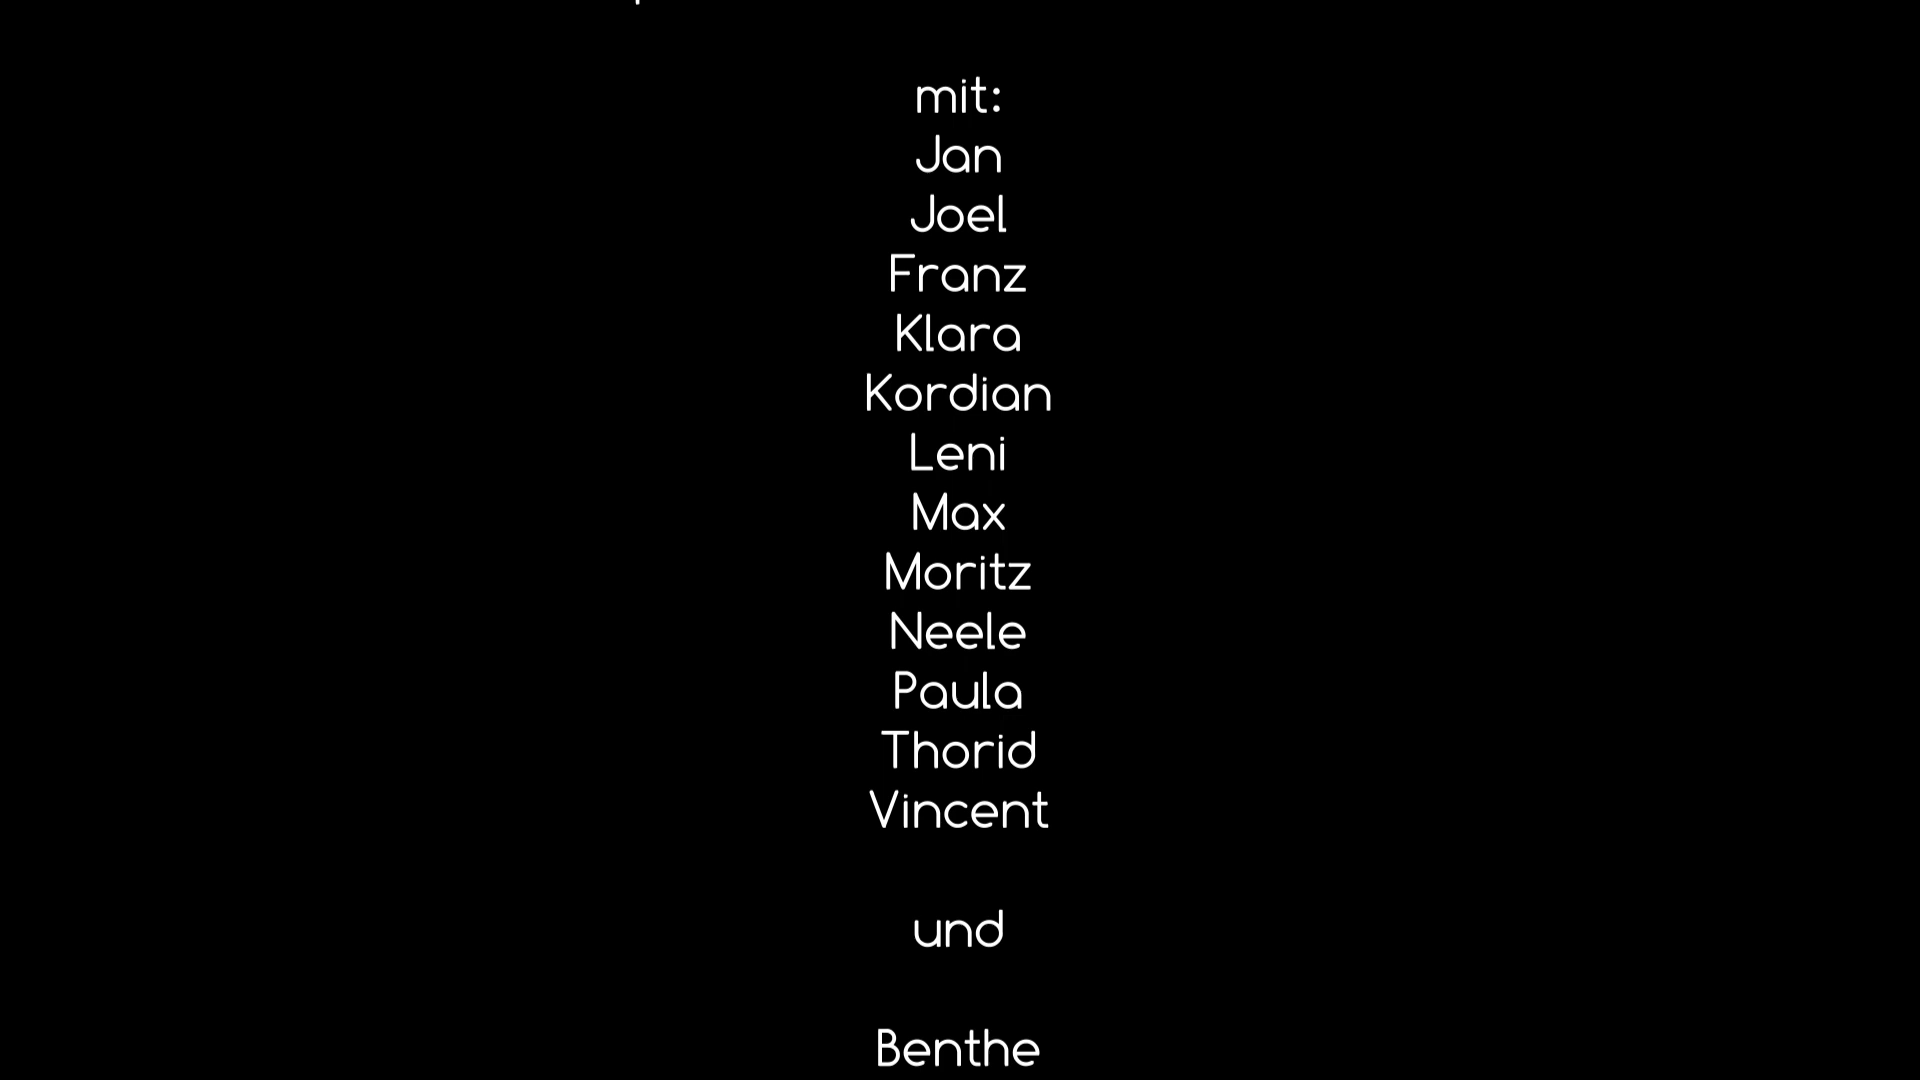 mit:
Jan
Joel
Franz
Klara
Kordian
Leni
Max
Moritz
Neele
Paula
Thorid
Vincent
und
Benthe